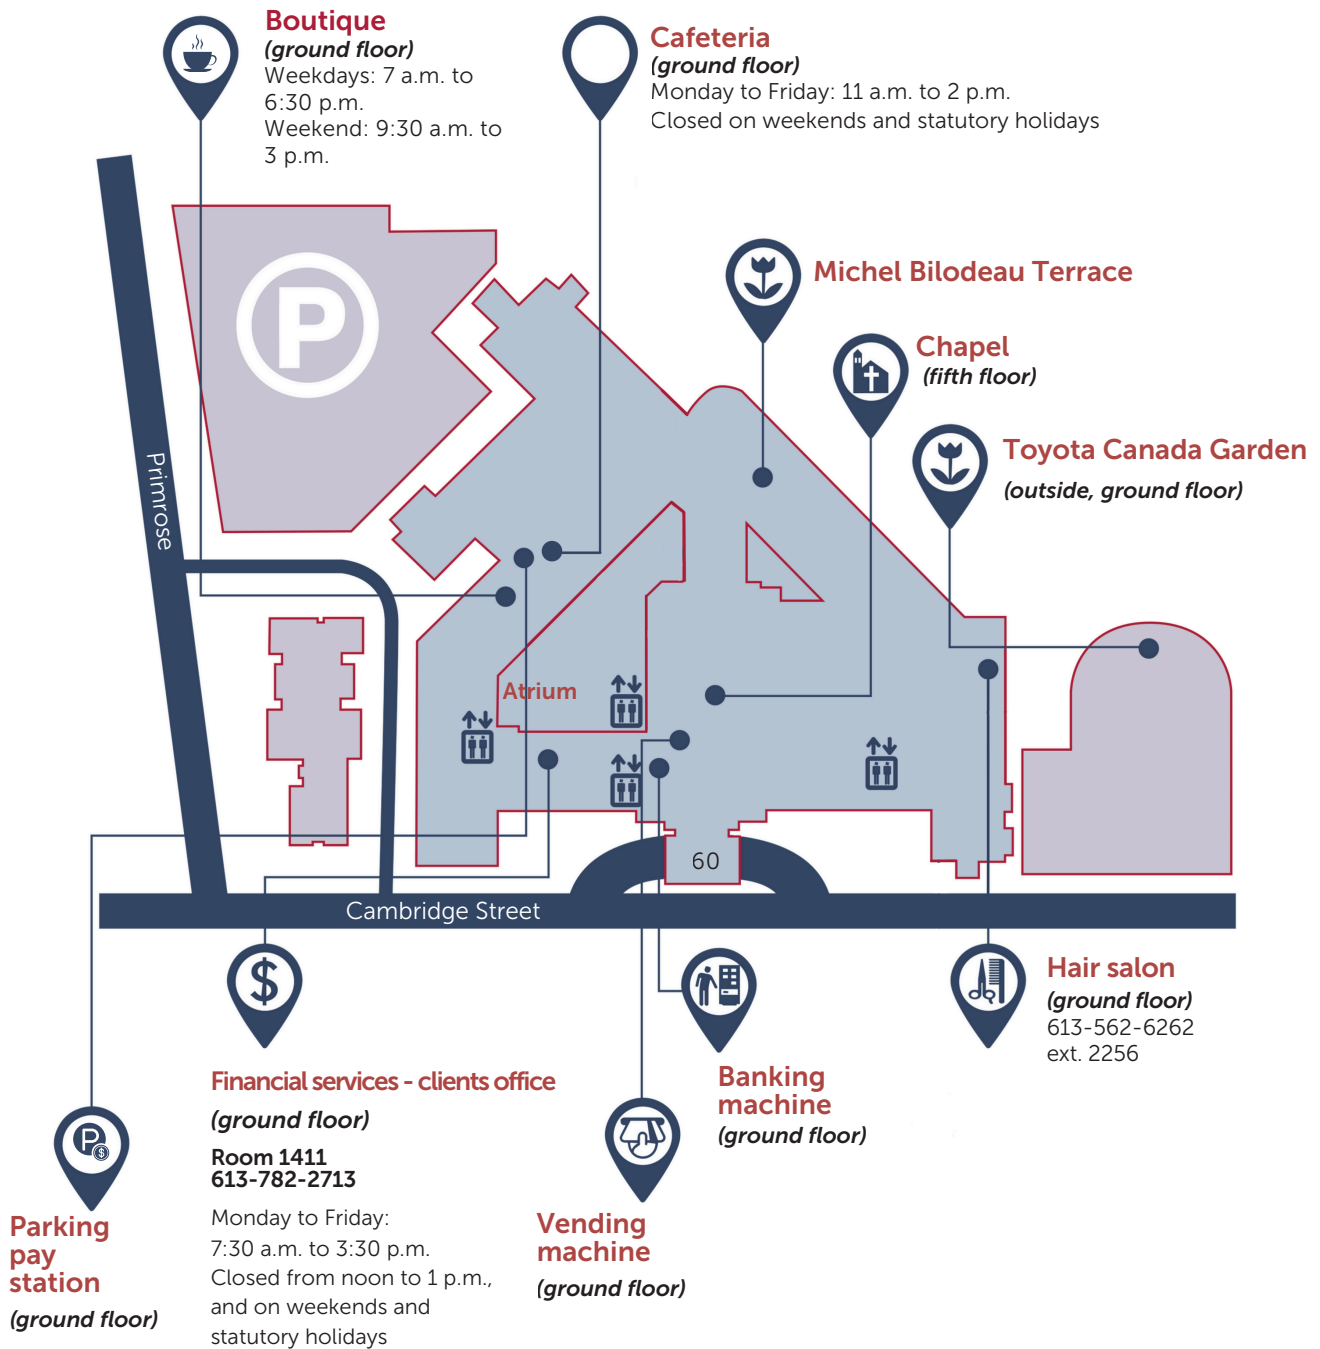 Boutique
(ground floor)
Weekdays: 7 a.m. to
6:30 p.m.
Weekend: 9:30 a.m. to
3 p.m.
Cafeteria
(ground floor)
Monday to Friday: 11 a.m. to 2 p.m.
Closed on weekends and statutory holidays
Michel Bilodeau Terrace
Chapel
(fifth floor)
Toyota Canada Garden
(outside, ground floor)
P
Primrose
Atrium
60
Cambridge Street
$
Financial services - clients office
(ground floor)
Room 1411
613-782-2713
Monday to Friday:
7:30 a.m. to 3:30 p.m.
Closed from noon to 1 p.m.,
and on weekends and
statutory holidays
P
$
Parking
pay
station
(ground floor)
Vending
machine
(ground floor)
Banking
machine
(ground floor)
Hair salon
(ground floor)
613-562-6262
ext. 2256